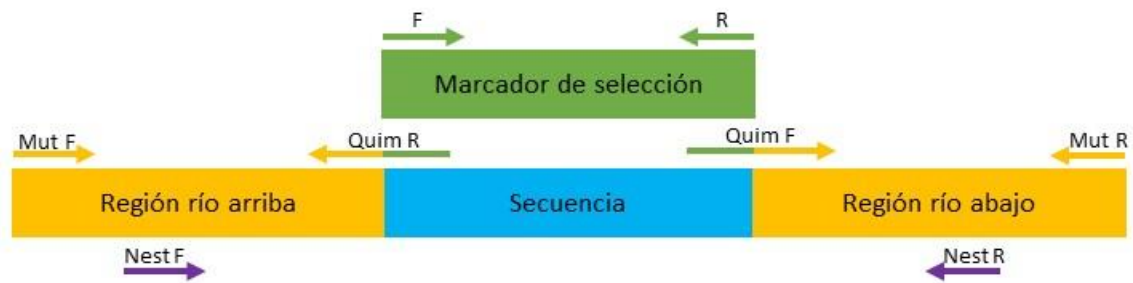 F
R
Marcador de selección
Mut F
Quim R
Quim F
Mut R
Región río arriba
Secuencia
Región río abajo
Nest F
Nest R